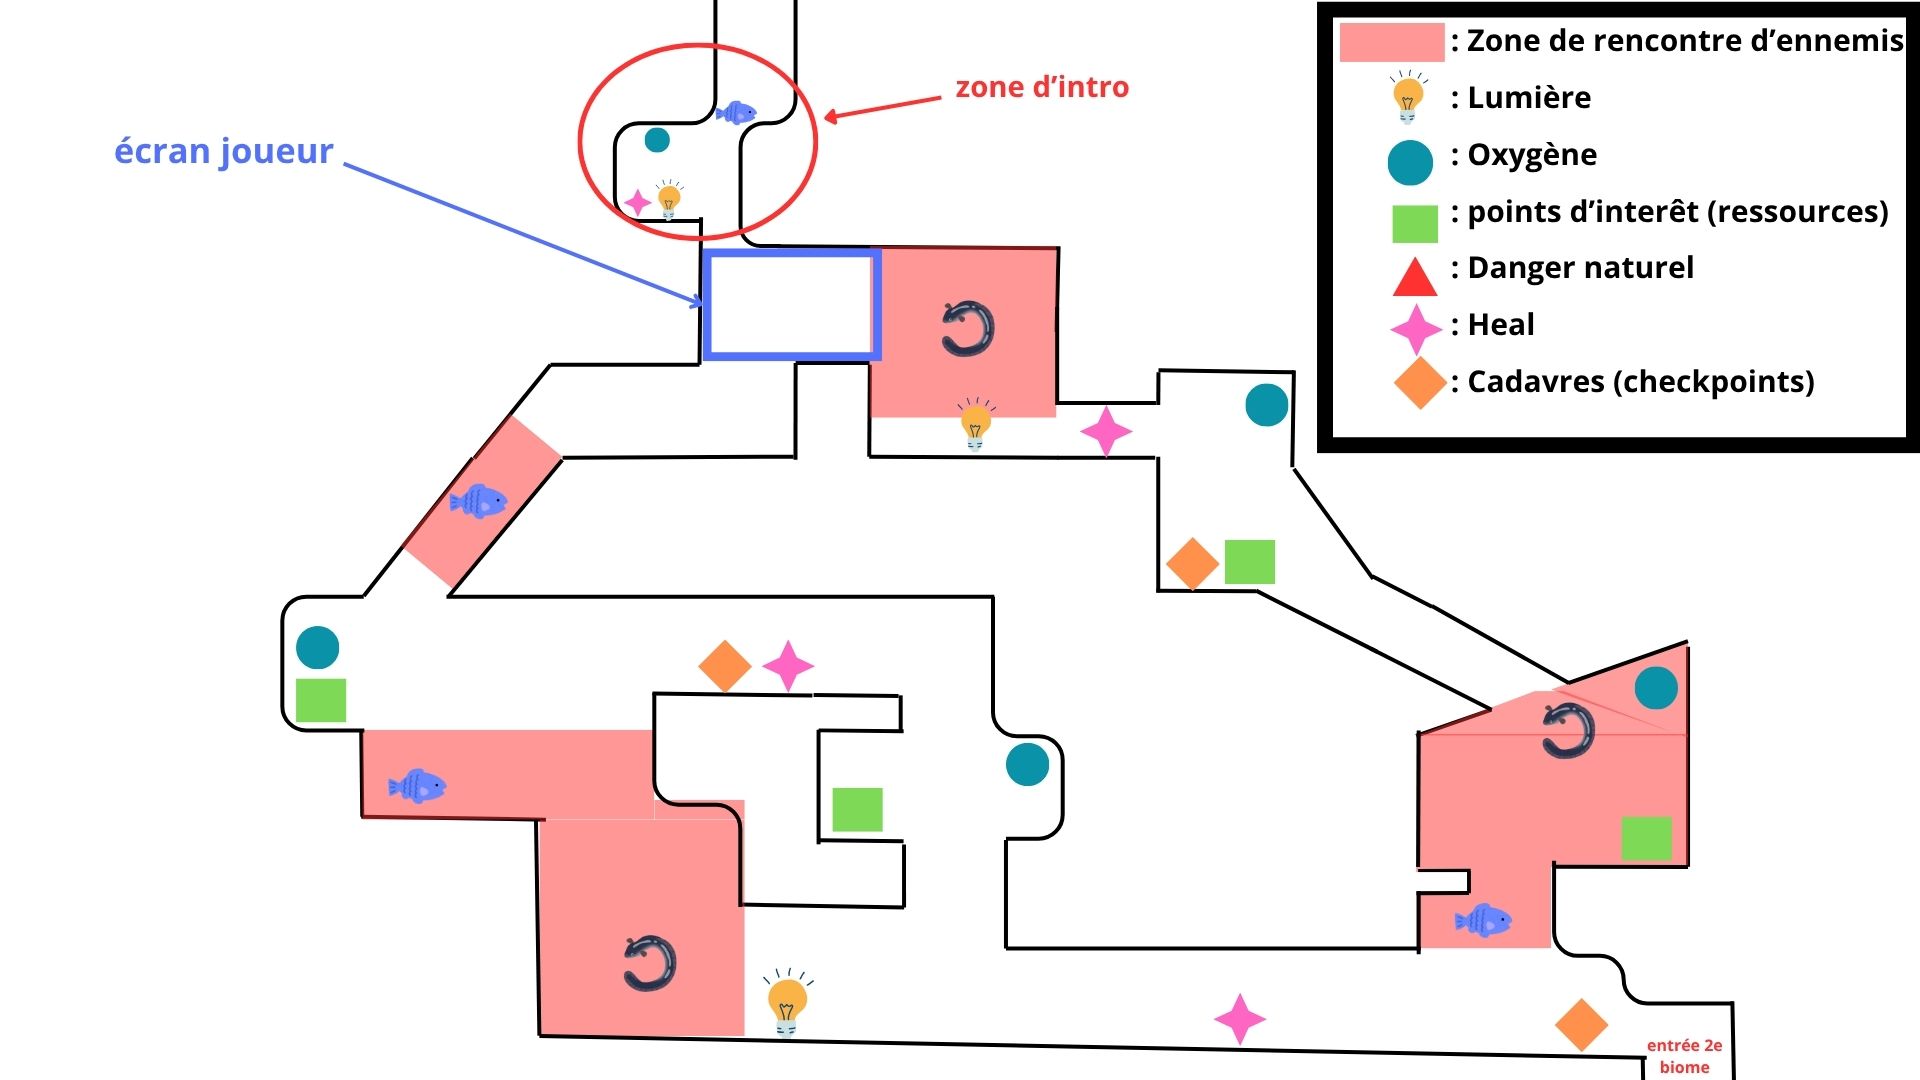 : Zone de rencontre d’ennemis
: Lumière
: Oxygène
: points d’interêt (ressources)
: Danger naturel
: Heal
: Cadavres (checkpoints)
zone d’intro
écran joueur
entrée 2e
biome